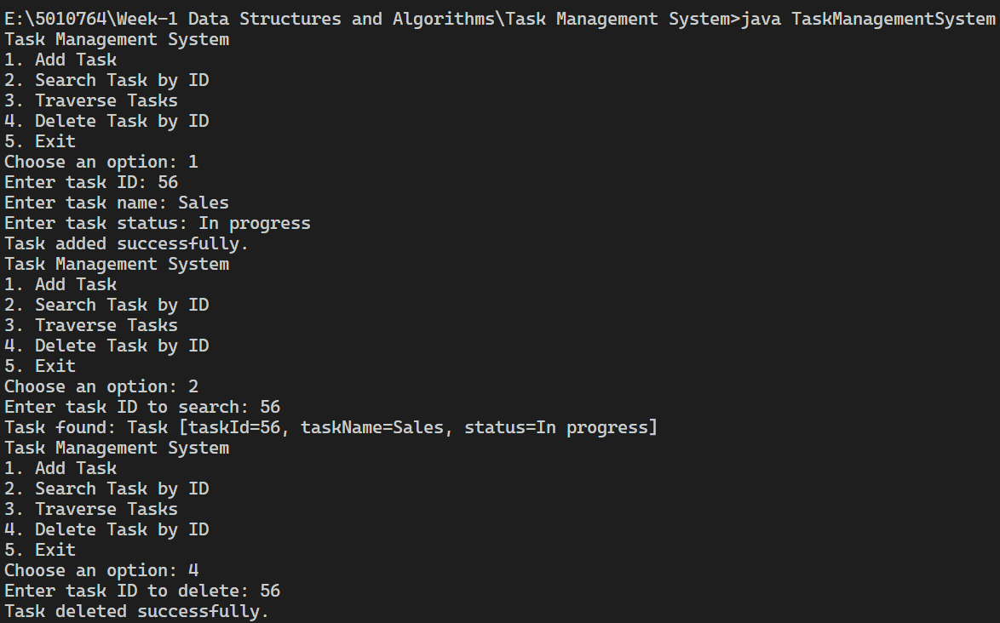 E:\5010764\Week-1 Data Structures and Algorithms\Task Management System>java TaskManagementSystem
Task Management System
1. Add Task
2. Search Task by ID
3. Traverse Tasks
4. Delete Task by ID
5. Exit
Choose an option: 1
Enter task ID: 56
Enter task name: Sales
Enter task status: In progress
Task added successfully.
Task Management System
1. Add Task
2. Search Task by ID
3. Traverse Tasks
4. Delete Task by ID
5. Exit
Choose an option: 2
Enter task ID to search: 56
Task found: Task [taskId=56, taskName=Sales, status=In progress]
Task Management System
1. Add Task
2. Search Task by ID
3. Traverse Tasks
4. Delete Task by ID
5. Exit
Choose an option: 4
Enter task ID to delete: 56
Task deleted successfully.